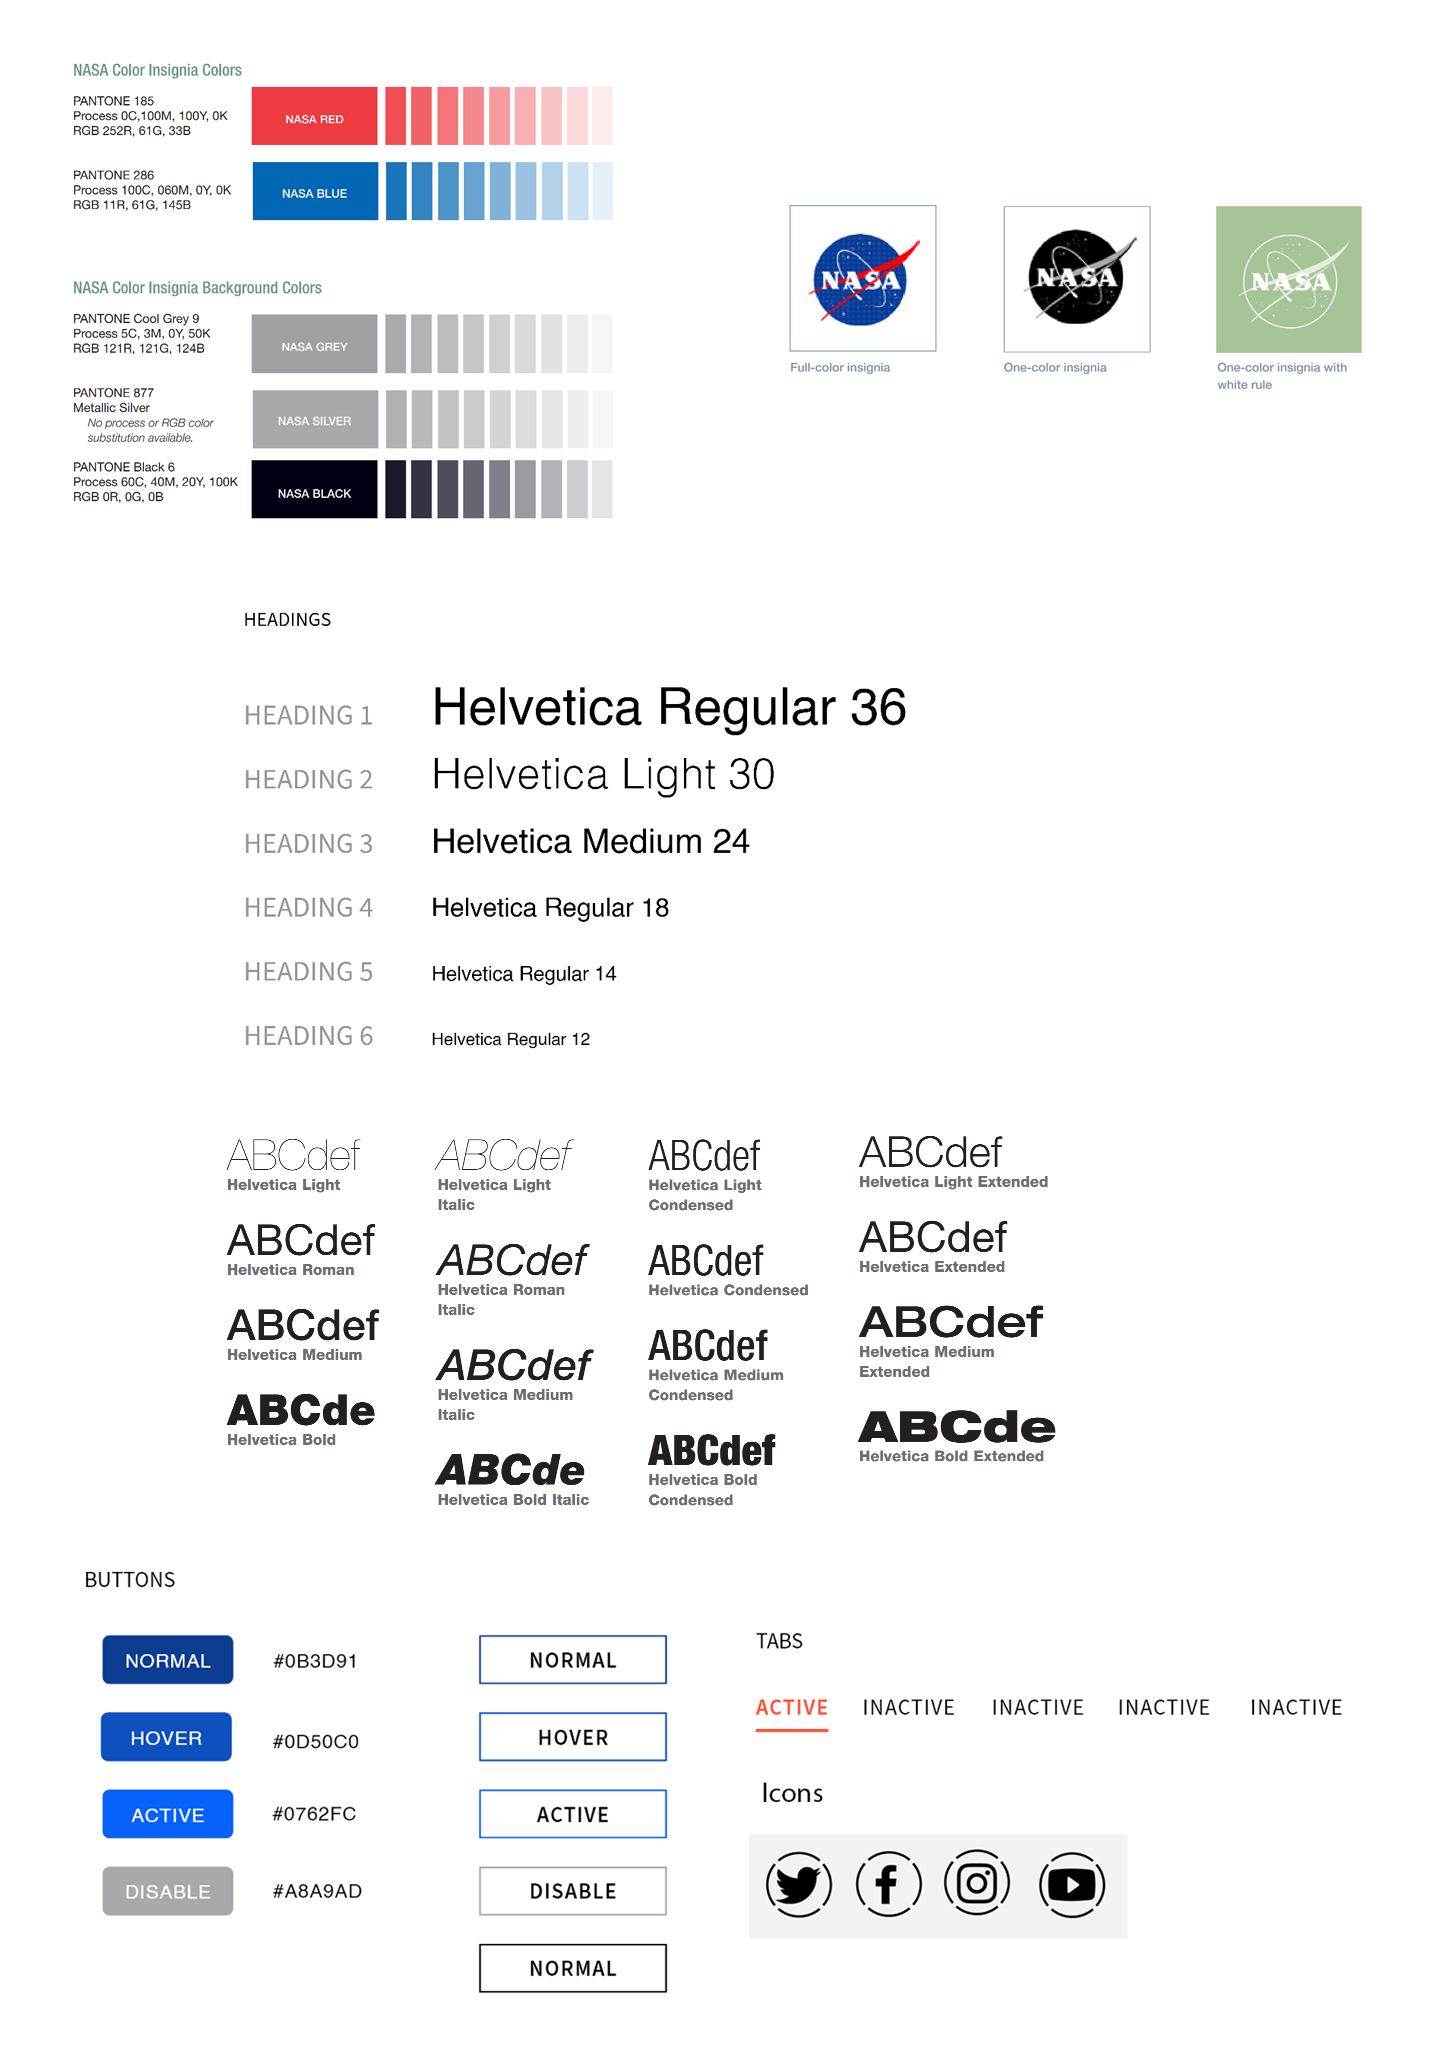 NASA Color Insignia Colors
PANTONE 185
Process 0C,100M, 100Y, 0K
RGB 252R, 61G, 33B
NASA RED
PANTONE 286
Process 100C, 060M, 0Y, 0K
RGB 11R, 61G, 145B
NASA BLUE
NASA Color Insignia Background Colors
PANTONE Cool Grey 9
Process 5C, 3M, 0Y, 50K
RGB 121R, 121G, 124B
NASA GREY
PANTONE 877
Metallic Silver
No process or RGB color
substitution available.
NASA SILVER
PANTONE Black 6
Process 60C, 40M, 20Y, 100K
RGB 0R, 0G, 0B
NASA BLACK
NASA
Full-color insignia
NASA
One-color insignia
NASA
One-color insignia with
white rule
HEADINGS
HEADING 1
Helvetica Regular 36
HEADING 2
Helvetica Light 30
HEADING 3
Helvetica Medium 24
HEADING 4
Helvetica Regular 18
HEADING 5
Helvetica Regular 14
HEADING 6
Helvetica Regular 12
ABCdef
Helvetica Light
ABCdef
Helvetica Roman
ABCdef
Helvetica Medium
ABCde
Helvetica Bold
ABCdef
Helvetica Light
Italic
ABCdef
Helvetica Roman
Italic
ABCdef
Helvetica Medium
Italic
ABCde
Helvetica Bold Italic
ABCdef
Helvetica Light
Condensed
ABCdef
Helvetica Condensed
ABCdef
Helvetica Medium
Condensed
ABCdef
Helvetica Bold
Condensed
ABCdef
Helvetica Light Extended
ABCdef
Helvetica Extended
ABCdef
Helvetica Medium
Extended
ABCde
Helvetica Bold Extended
BUTTONS
NORMAL
#0B3D91
NORMAL
HOVER
#0D50C0
HOVER
ACTIVE
#0762FC
ACTIVE
DISABLE
#A8A9AD
DISABLE
NORMAL
TABS
ACTIVE INACTIVE INACTIVE INACTIVE INACTIVE
Icons